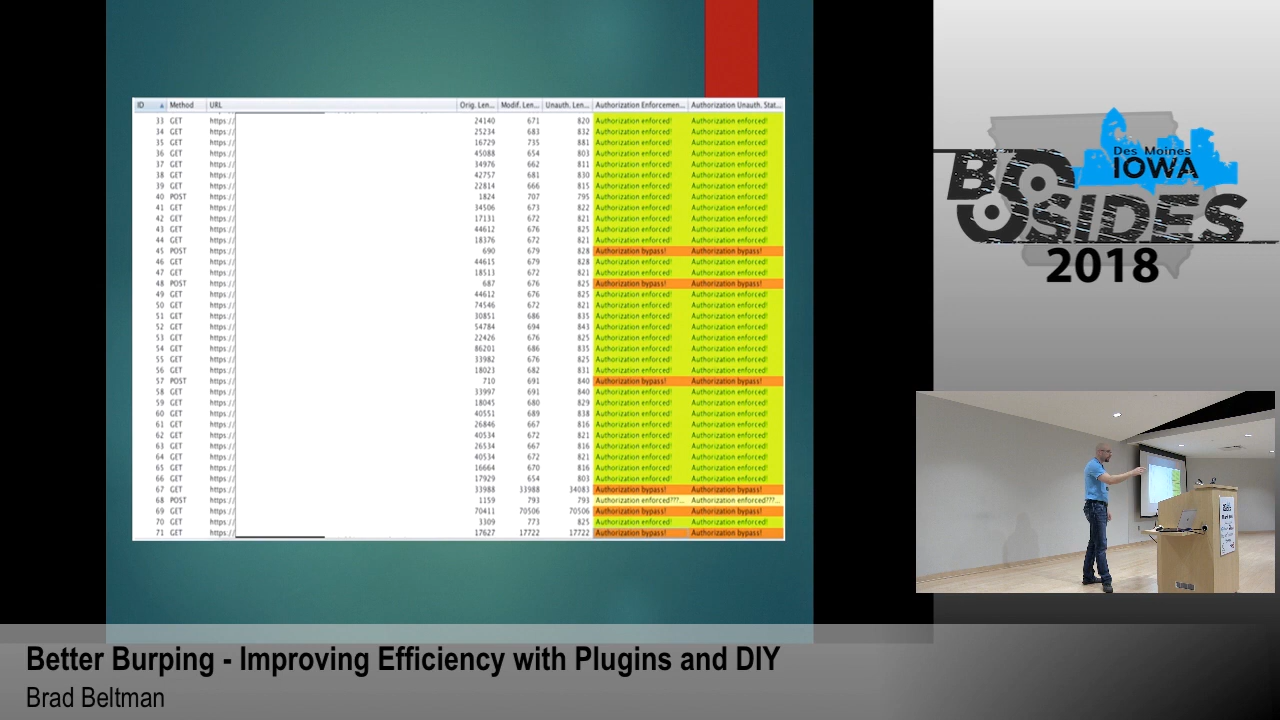 ID Method URL Orig. Len... Modif. Len... Unauth. Len... Authorization Enforcemen... Authorization Unauth. Stat...
33 GET https:// 24140 671 820 Authorization enforced! Authorization enforced!
34 GET https:// 25234 683 832 Authorization enforced! Authorization enforced!
35 GET https:// 16729 735 881 Authorization enforced! Authorization enforced!
36 GET https:// 45088 654 803 Authorization enforced! Authorization enforced!
37 GET https:// 34976 662 811 Authorization enforced! Authorization enforced!
38 GET https:// 42757 681 830 Authorization enforced! Authorization enforced!
39 GET https:// 22814 666 815 Authorization enforced! Authorization enforced!
40 POST https:// 1824 707 795 Authorization enforced! Authorization enforced!
41 GET https:// 34506 673 822 Authorization enforced! Authorization enforced!
42 GET https:// 17131 672 821 Authorization enforced! Authorization enforced!
43 GET https:// 44612 676 825 Authorization enforced! Authorization enforced!
44 GET https:// 18376 672 821 Authorization enforced! Authorization enforced!
45 POST https:// 690 679 828 Authorization bypass! Authorization bypass!
46 GET https:// 44615 679 828 Authorization enforced! Authorization enforced!
47 GET https:// 18513 672 821 Authorization enforced! Authorization enforced!
48 POST https:// 687 676 825 Authorization bypass! Authorization bypass!
49 GET https:// 44612 676 825 Authorization enforced! Authorization enforced!
50 GET https:// 74546 672 821 Authorization enforced! Authorization enforced!
51 GET https:// 30851 686 835 Authorization enforced! Authorization enforced!
52 GET https:// 54784 694 843 Authorization enforced! Authorization enforced!
53 GET https:// 22426 676 825 Authorization enforced! Authorization enforced!
54 GET https:// 86201 686 835 Authorization enforced! Authorization enforced!
55 GET https:// 33982 676 825 Authorization enforced! Authorization enforced!
56 GET https:// 18023 682 831 Authorization enforced! Authorization enforced!
57 POST https:// 710 691 840 Authorization bypass! Authorization bypass!
58 GET https:// 33997 691 840 Authorization enforced! Authorization enforced!
59 GET https:// 18045 680 829 Authorization enforced! Authorization enforced!
60 GET https:// 40551 689 838 Authorization enforced! Authorization enforced!
61 GET https:// 26846 667 816 Authorization enforced! Authorization enforced!
62 GET https:// 40534 672 821 Authorization enforced! Authorization enforced!
63 GET https:// 26534 667 816 Authorization enforced! Authorization enforced!
64 GET https:// 40534 672 821 Authorization enforced! Authorization enforced!
65 GET https:// 16664 670 816 Authorization enforced! Authorization enforced!
66 GET https:// 17929 654 803 Authorization enforced! Authorization enforced!
67 GET https:// 33988 33988 34083 Authorization bypass! Authorization bypass!
68 POST https:// 1159 793 793 Authorization enforced???... Authorization enforced???...
69 GET https:// 70411 70506 70506 Authorization bypass! Authorization bypass!
70 GET https:// 3309 773 825 Authorization enforced! Authorization enforced!
71 GET https:// 17627 17722 17722 Authorization bypass! Authorization bypass!
Des Moines
IOWA
BSIDES
2018
Better Burping - Improving Efficiency with Plugins and DIY
Brad Beltman